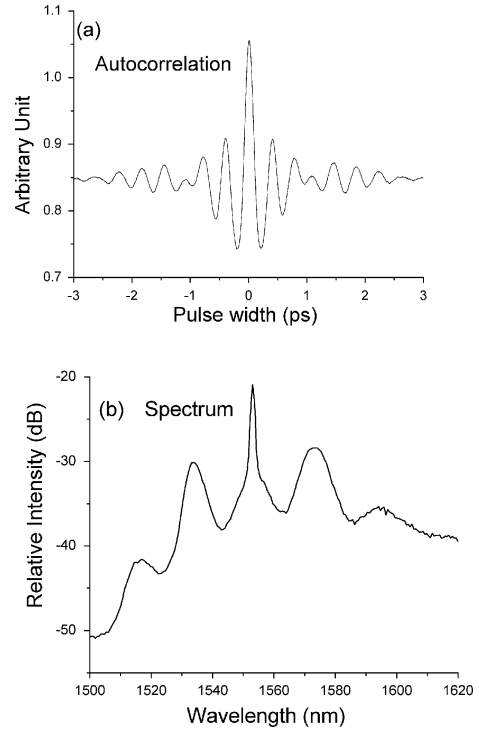 1.1
(a)
Autocorrelation
1.0
0.9
0.8
0.7
Arbitrary Unit
-3 -2 -1 0 1 2 3
Pulse width (ps)
-20
(b) Spectrum
-30
-40
-50
Relative Intensity (dB)
1500 1520 1540 1560 1580 1600 1620
Wavelength (nm)